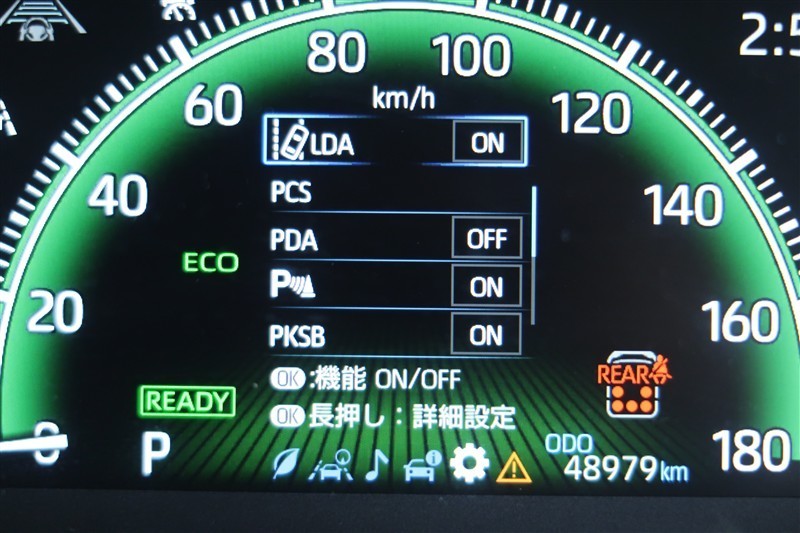 80 100
2:5
60 km/h 120
LDA ON
40 PCS 140
PDA OFF
ECO
P ON
20 160
PKSB ON
REAR
OK:機能 ON/OFF
READY
OK長押し:詳細設定
0 P ODO 180
48979km